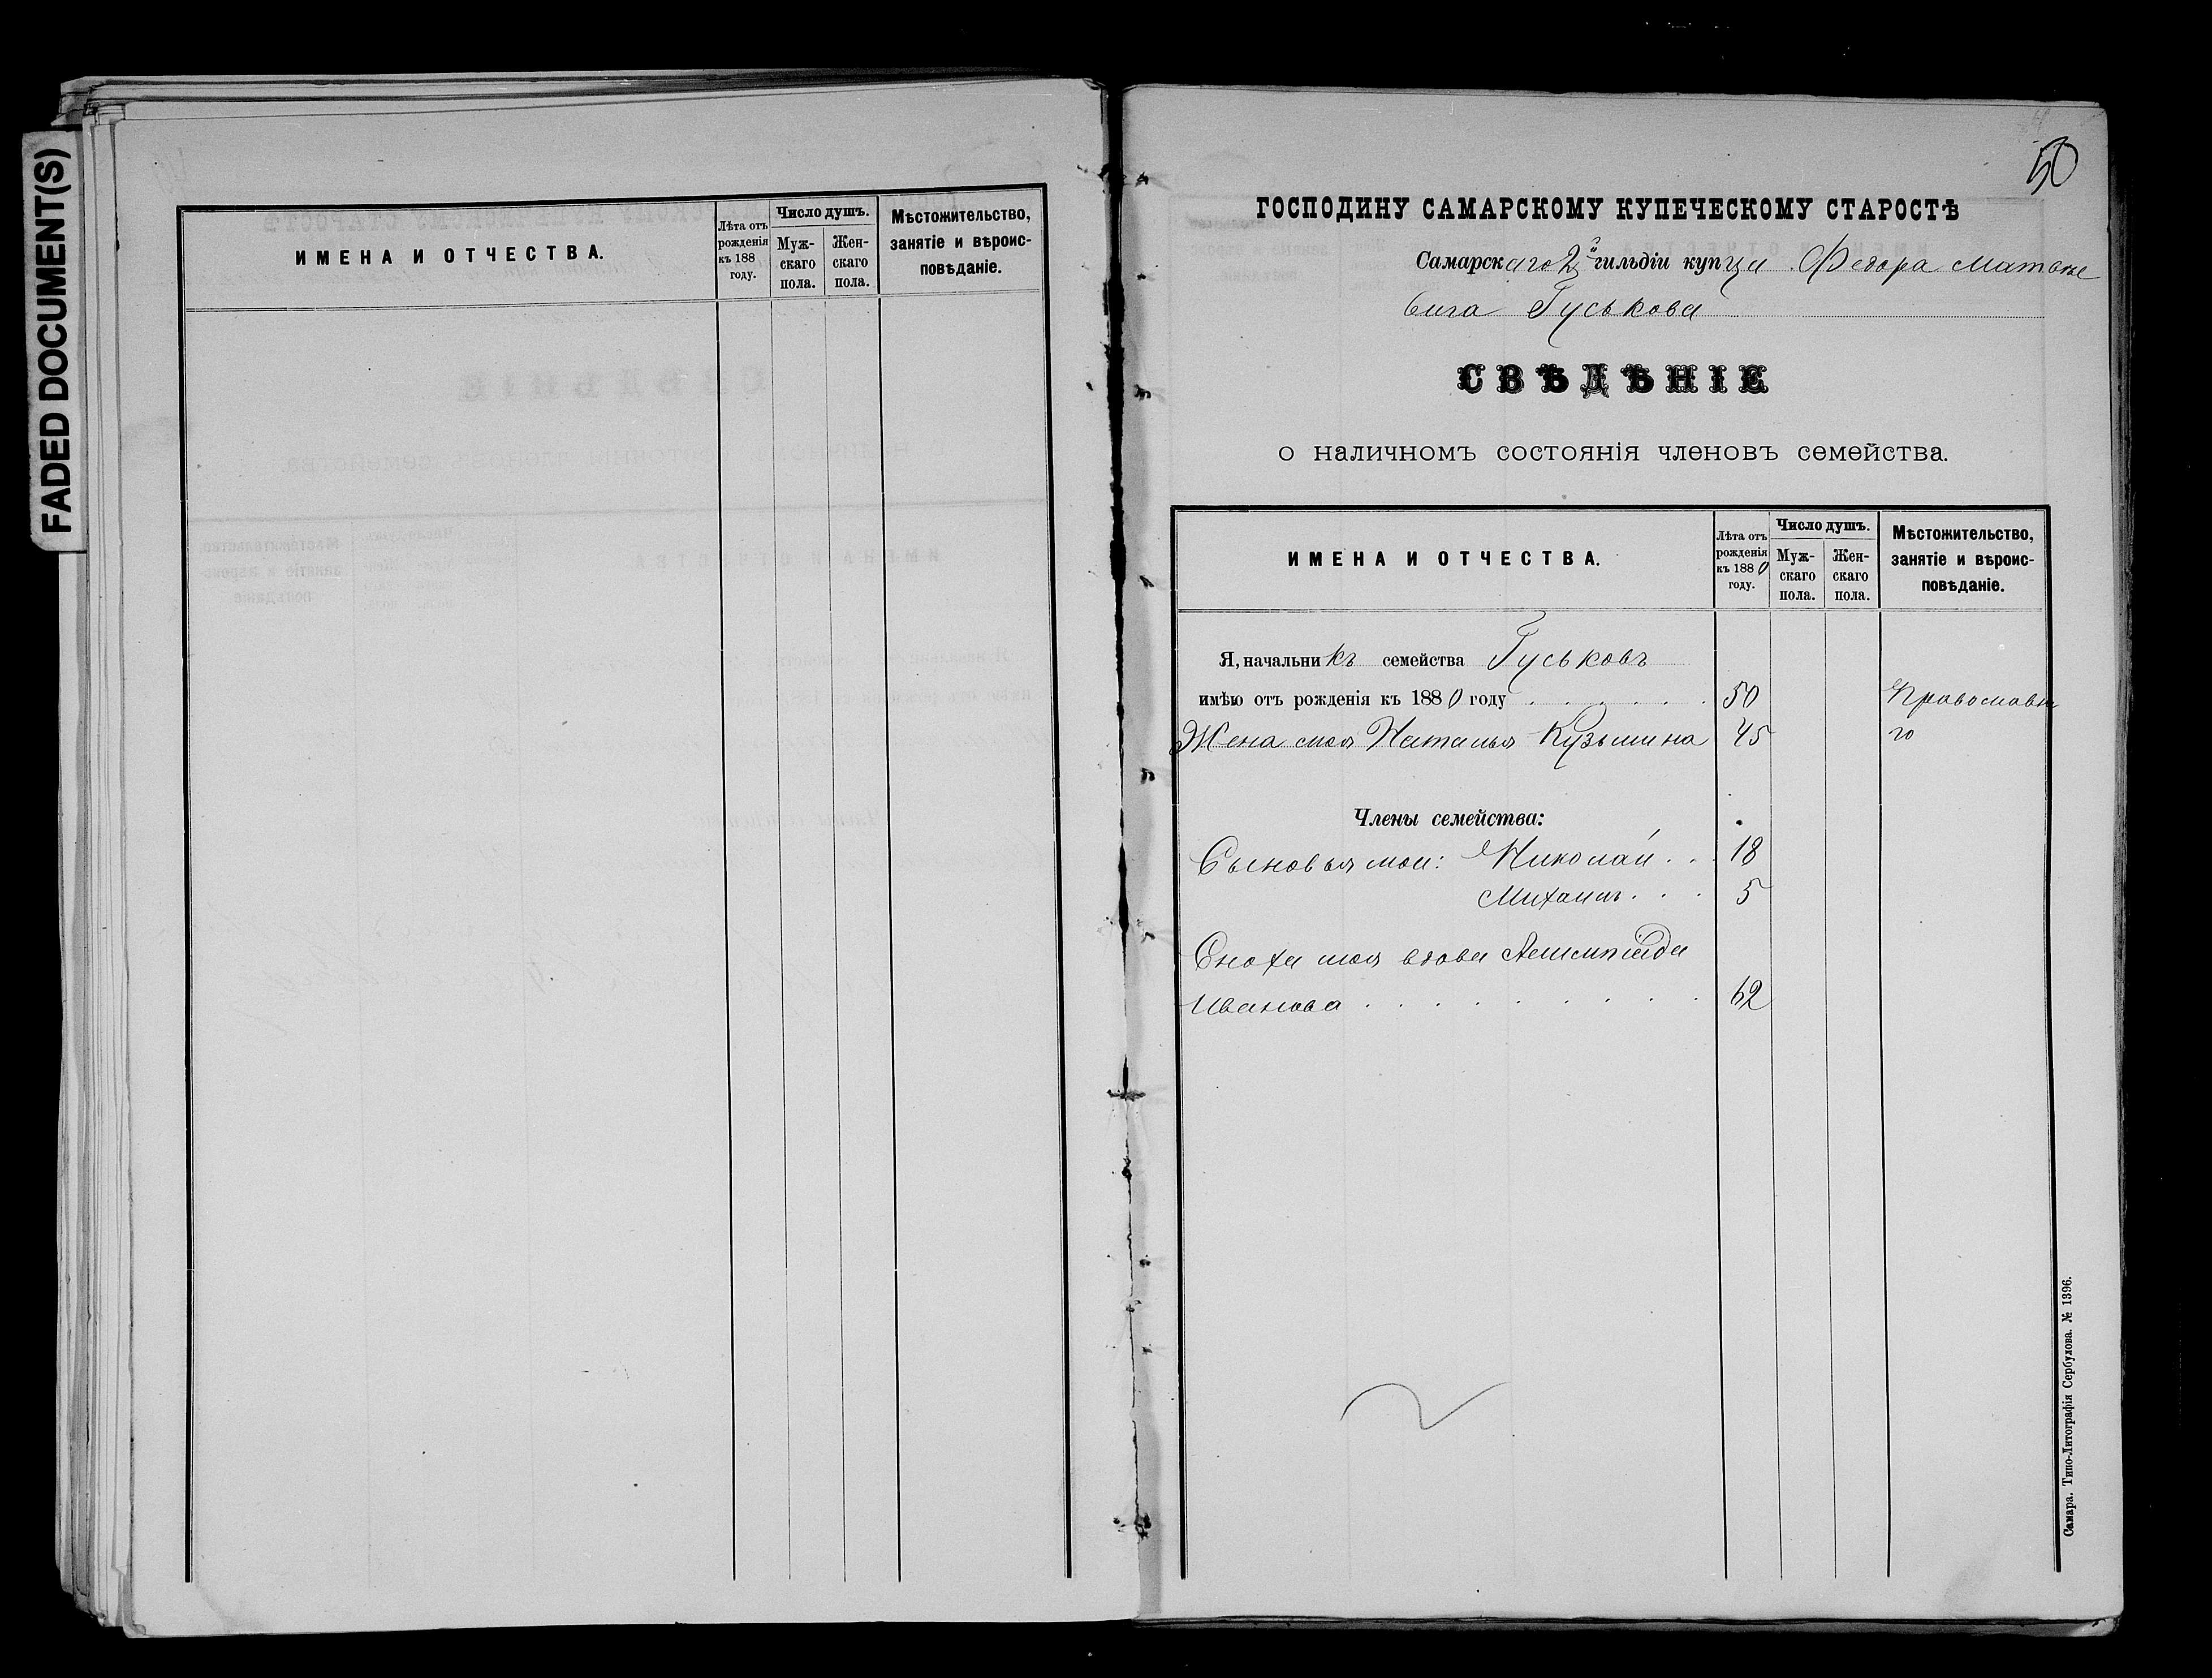 FADED DOCUMENT(S)
ИМЕНА И ОТЧЕСТВА.
Лѣта отъ рожденія къ 188 году.
Число душъ.
Мужскаго пола.
Женскаго пола.
Мѣстожительство, занятіе и вѣроисповѣданіе.
50
ГОСПОДИНУ САМАРСКОМУ КУПЕЧЕСКОМУ СТАРОСТѢ
Самарскаго 2й гильдіи купца Федора Матвѣе
вича Гуськова
СВѢДѢНІЕ
о наличномъ состоянія членовъ семейства.
ИМЕНА И ОТЧЕСТВА.
Лѣта отъ рожденія къ 1880 году.
Число душъ.
Мужскаго пола.
Женскаго пола.
Мѣстожительство, занятіе и вѣроисповѣданіе.
Я, начальникъ семейства Гуськовъ
имѣю отъ рожденія къ 1880 году . . . . . . 50 Православна
Жена моя Наталья Кузьмина 45 го
Члены семейства:
Сыновья мои: Николай . . 18
Михаилъ . . . 5
Сноха моя вдова
Иванова . . . . . . . . . 62
Самара. Типо-Литографія Сербулова. № 1396.